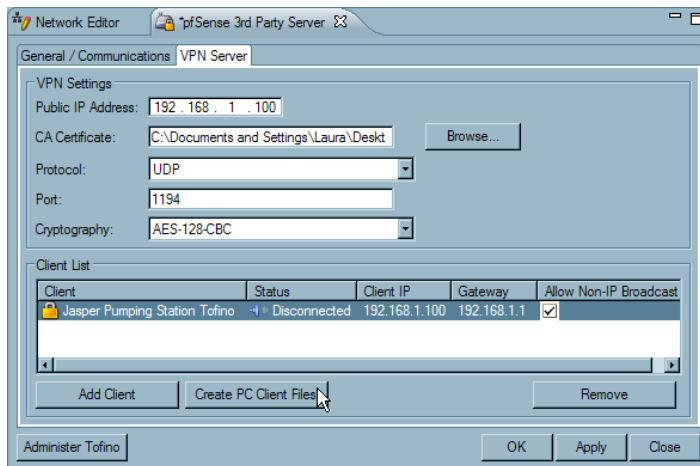 Network Editor *pfSense 3rd Party Server
General / Communications VPN Server
VPN Settings
Public IP Address: 192 . 168 . 1 . 100
CA Certificate: C:\Documents and Settings\Laura\Deskt Browse...
Protocol: UDP
Port: 1194
Cryptography: AES-128-CBC
Client List
Client Status Client IP Gateway Allow Non-IP Broadcast
Jasper Pumping Station Tofino Disconnected 192.168.1.100 192.168.1.1
Add Client Create PC Client Files Remove
Administer Tofino OK Apply Close